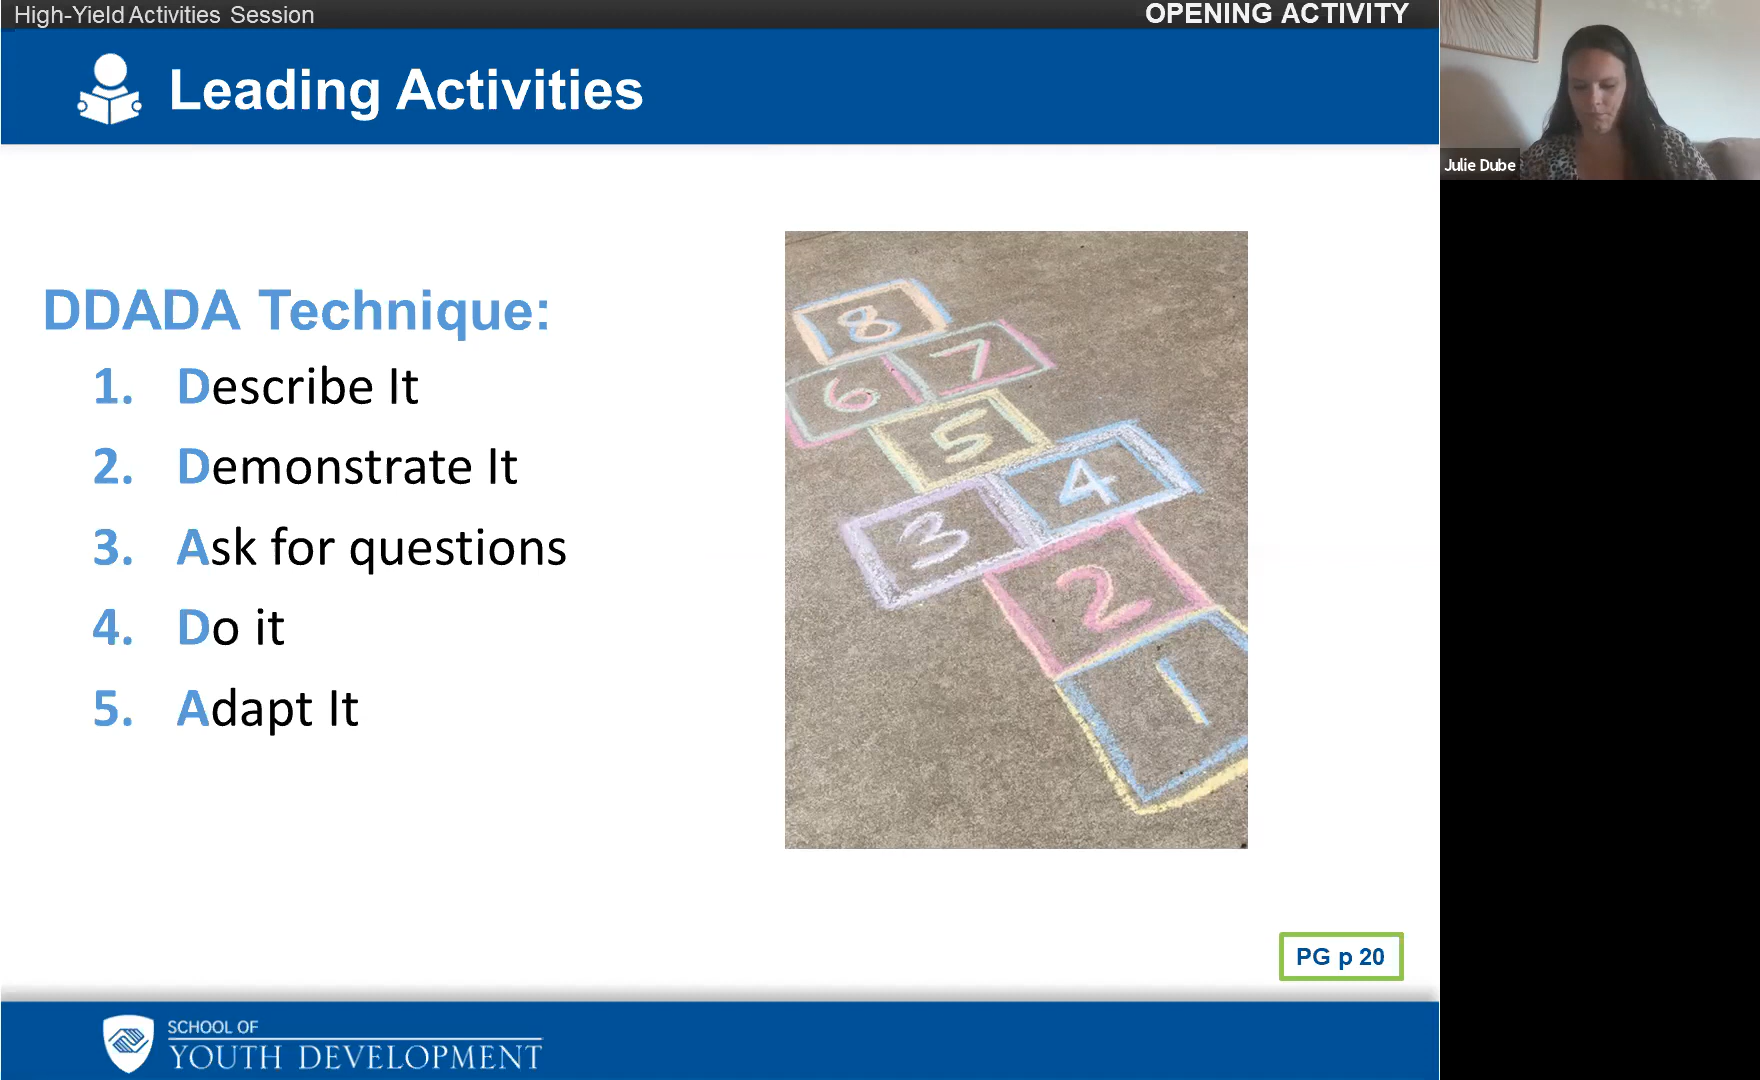 High-Yield Activities Session
OPENING ACTIVITY
Leading Activities
Julie Dube
DDADA Technique:
1. Describe It
2. Demonstrate It
3. Ask for questions
4. Do it
5. Adapt It
8
7
6
5
4
3
2
1
PG p 20
SCHOOL OF
YOUTH DEVELOPMENT